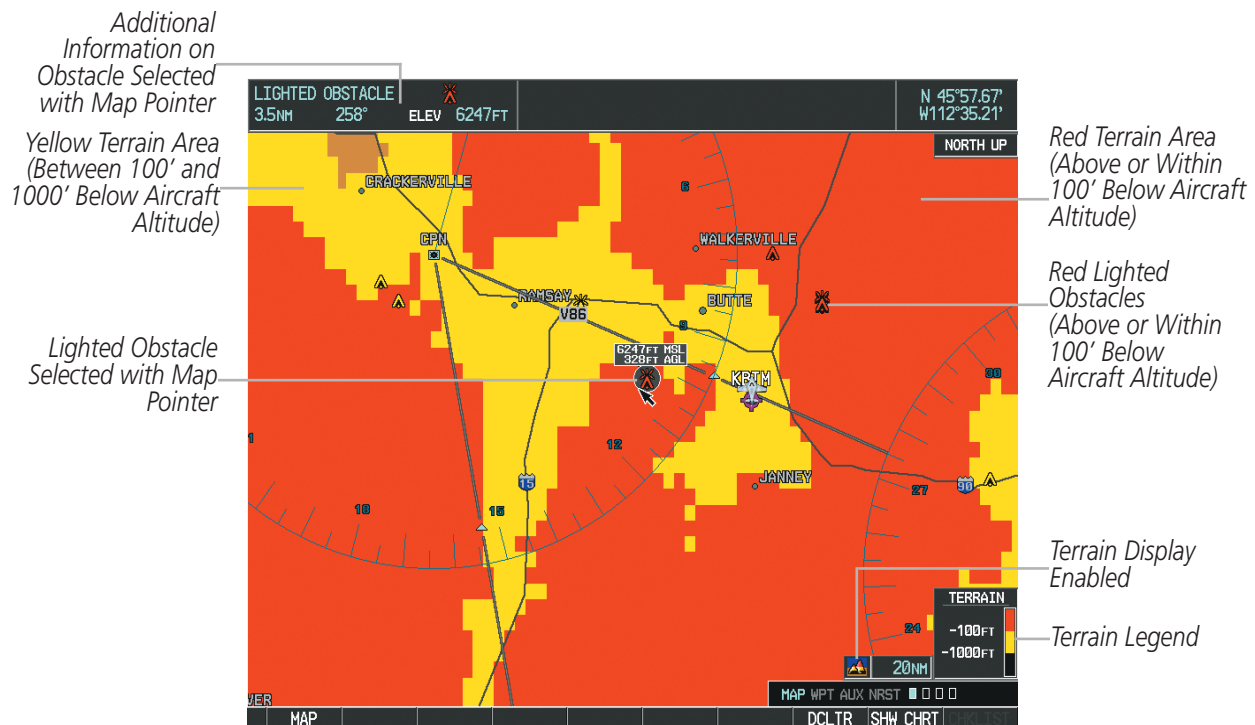 Additional
Information on
Obstacle Selected
with Map Pointer
Yellow Terrain Area
(Between 100’ and
1000’ Below Aircraft
Altitude)
Lighted Obstacle
Selected with Map
Pointer
LIGHTED OBSTACLE
3.5NM 258° ELEV 6247FT
N 45°57.67'
W112°35.21'
NORTH UP
CRACKERVILLE
6
CPN
WALKERVILLE
RAMSAY
BUTTE
V86
9
6247FT MSL
328FT AGL
KBTM
30
12
JANNEY
15
27
90
18
15
24
TERRAIN
-100FT
-1000FT
20NM
MAP WPT AUX NRST
MAP DCLTR SHW CHRT CHKLIST
Red Terrain Area
(Above or Within
100’ Below Aircraft
Altitude)
Red Lighted
Obstacles
(Above or Within
100’ Below
Aircraft Altitude)
Terrain Display
Enabled
Terrain Legend